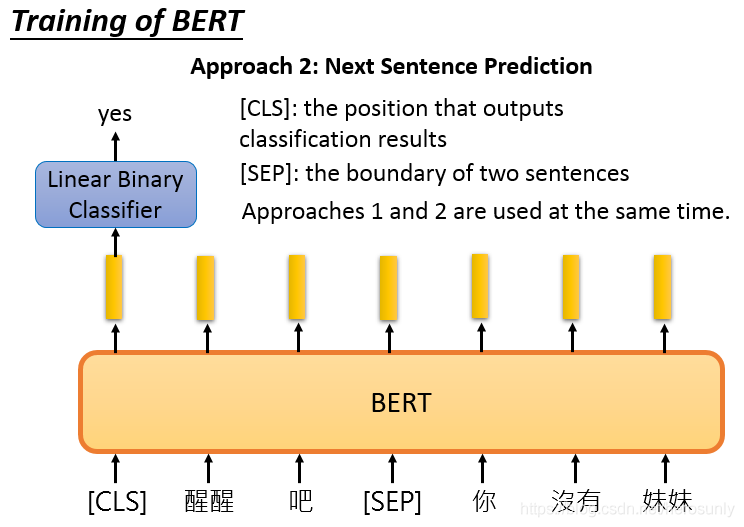 Training of BERT
Approach 2: Next Sentence Prediction
yes
[CLS]: the position that outputs
classification results
[SEP]: the boundary of two sentences
Approaches 1 and 2 are used at the same time.
Linear Binary
Classifier
BERT
[CLS] 醒醒 吧 [SEP] 你 沒有 妹妹